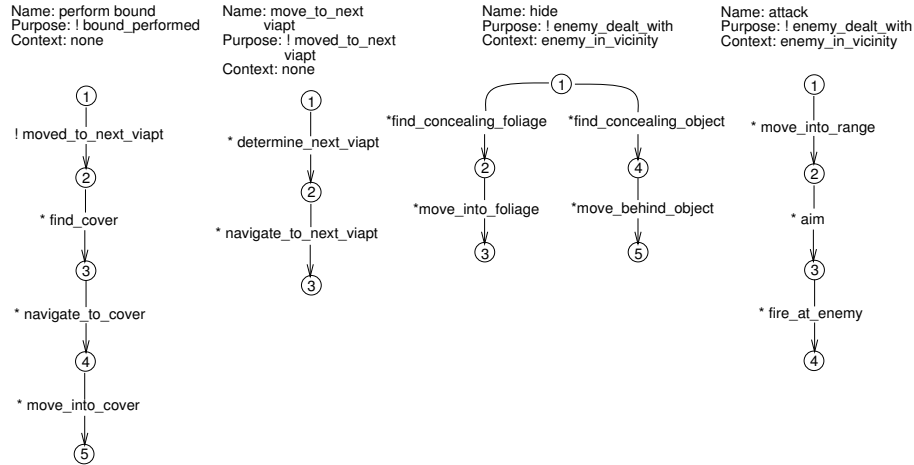 Name: perform bound
Purpose: ! bound_performed
Context: none
1
! moved_to_next_viapt
2
* find_cover
3
* navigate_to_cover
4
* move_into_cover
5
Name: move_to_next
viapt
Purpose: ! moved_to_next
viapt
Context: none
1
* determine_next_viapt
2
* navigate_to_next_viapt
3
Name: hide
Purpose: ! enemy_dealt_with
Context: enemy_in_vicinity
1
*find_concealing_foliage
2
*move_into_foliage
3
*find_concealing_object
4
*move_behind_object
5
Name: attack
Purpose: ! enemy_dealt_with
Context: enemy_in_vicinity
1
* move_into_range
2
* aim
3
* fire_at_enemy
4